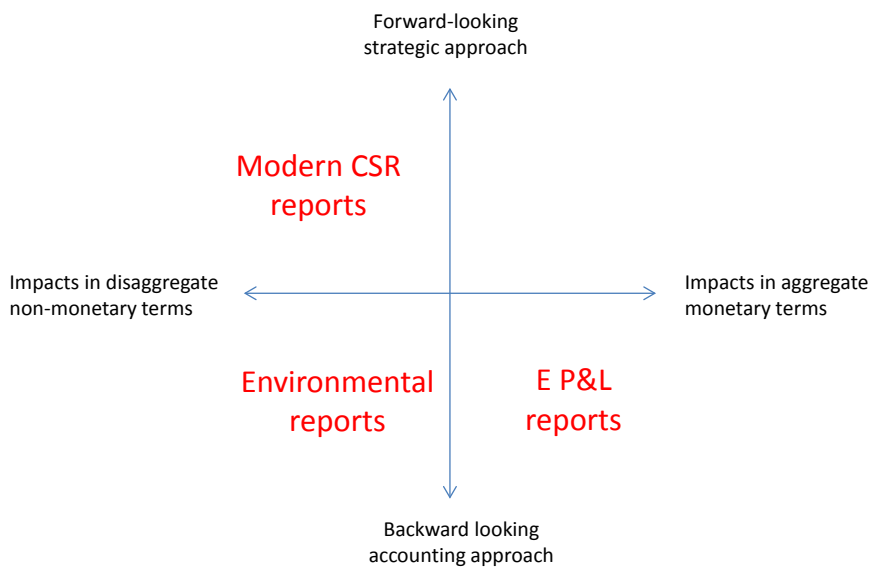 Forward-looking
strategic approach
Modern CSR
reports
Impacts in disaggregate
non-monetary terms
Impacts in aggregate
monetary terms
Environmental
reports
E P&L
reports
Backward looking
accounting approach